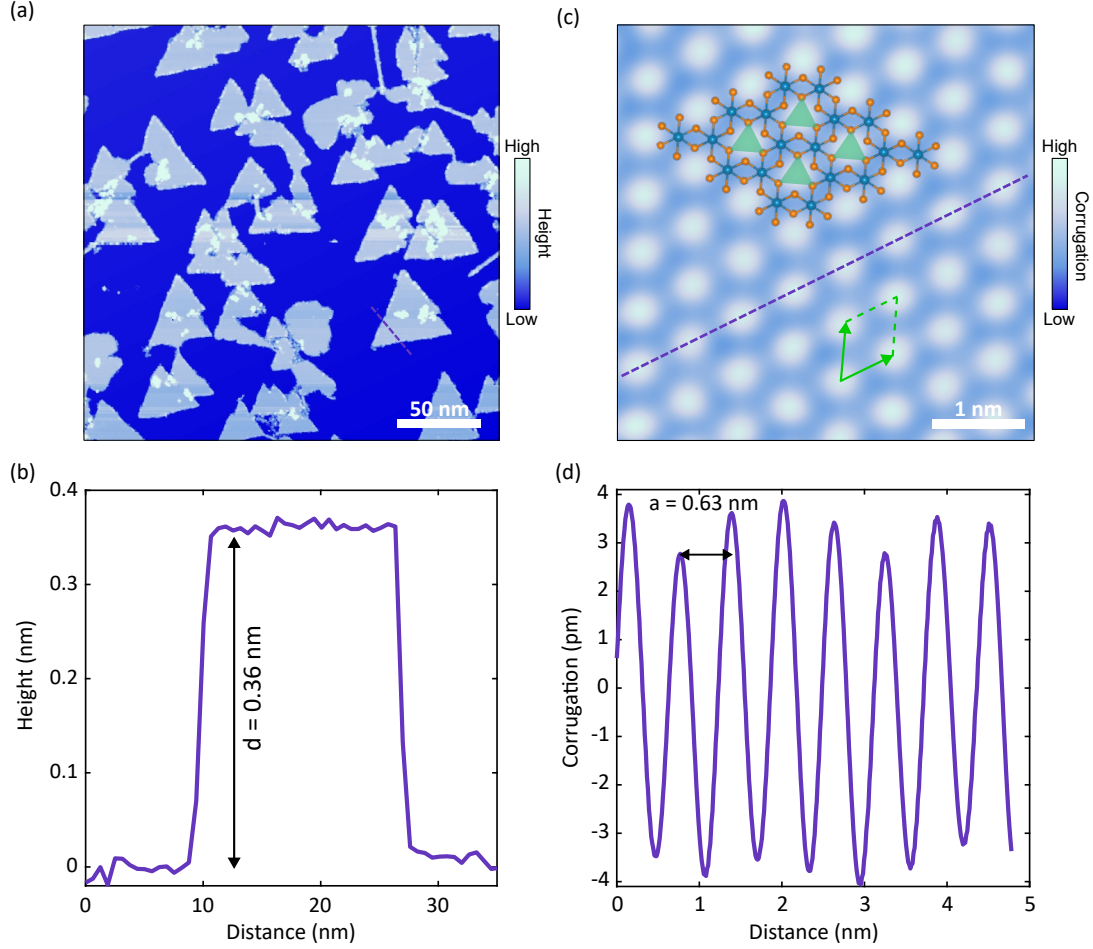 (a)
High
Height
Low
50 nm
(c)
High
Corrugation
Low
1 nm
(b)
0.4
0.3
0.2
0.1
0
Height (nm)
d = 0.36 nm
0
10
20
30
Distance (nm)
(d)
a = 0.63 nm
4
3
2
1
0
-1
-2
-3
-4
Corrugation (pm)
0
1
2
3
4
5
Distance (nm)